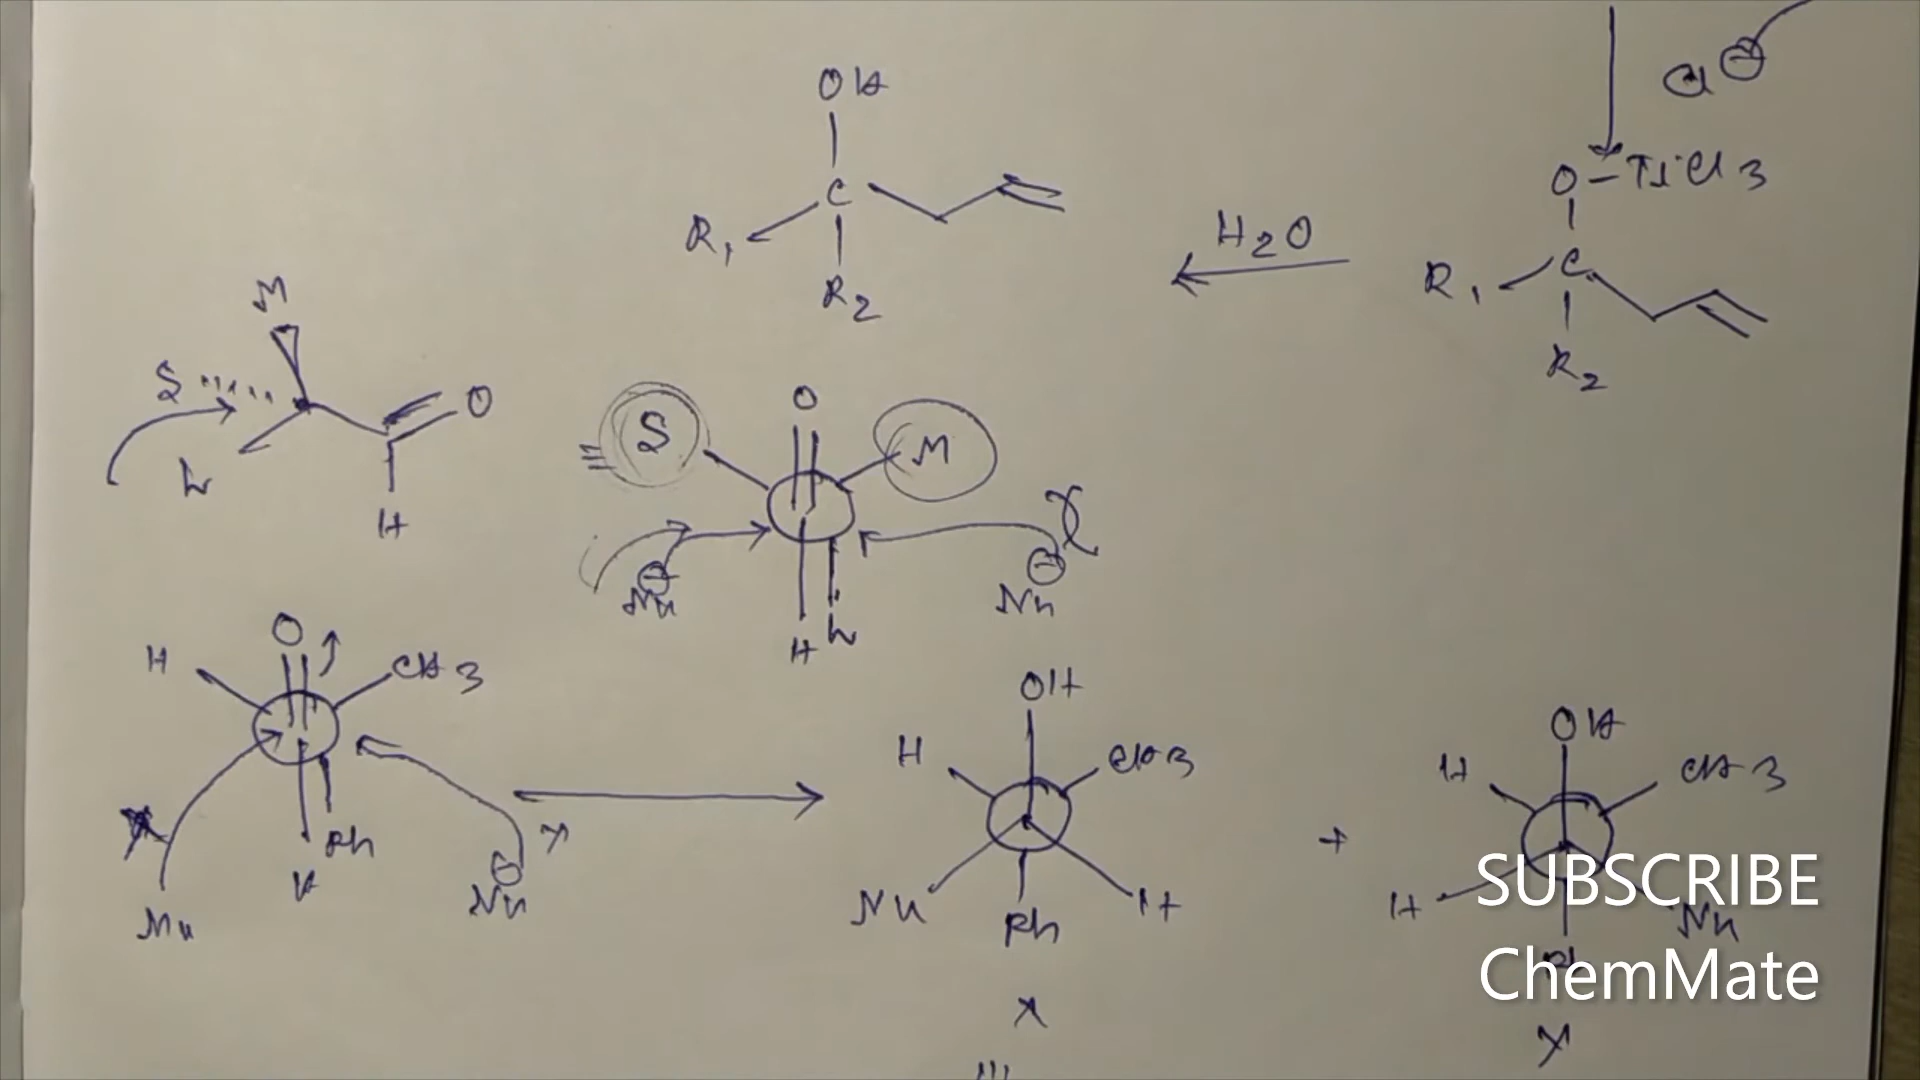 OH
C
R1
R2
H2O
Cl⊖
O-TiCl3
C
R1
R2
M
S
L
O
H
=
S
O
M
Nu⊖
Nu⊖
H
L
O
H
CH3
Ph
H
Nu
Nu⊖
y
OH
H
CH3
Nu
Ph
H
x
+
OH
H
CH3
H
Nu
y
SUBSCRIBE
ChemMate